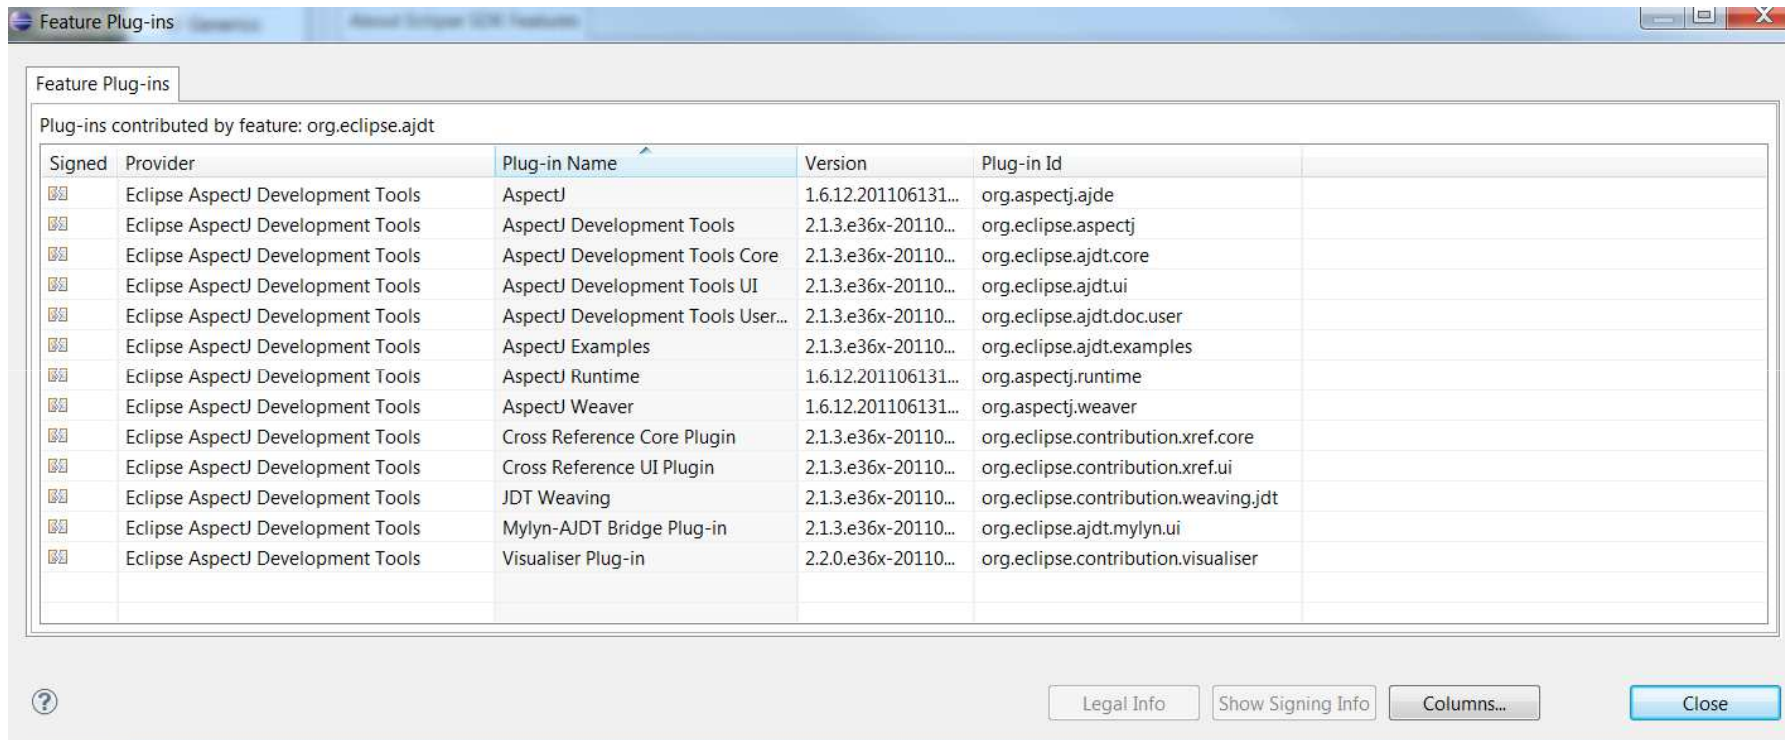 Feature Plug-ins Generics About Eclipse SDK Features
Feature Plug-ins
Plug-ins contributed by feature: org.eclipse.ajdt
Signed Provider Plug-in Name Version Plug-in Id
Eclipse AspectJ Development Tools AspectJ 1.6.12.201106131... org.aspectj.ajde
Eclipse AspectJ Development Tools AspectJ Development Tools 2.1.3.e36x-20110... org.eclipse.aspectj
Eclipse AspectJ Development Tools AspectJ Development Tools Core 2.1.3.e36x-20110... org.eclipse.ajdt.core
Eclipse AspectJ Development Tools AspectJ Development Tools UI 2.1.3.e36x-20110... org.eclipse.ajdt.ui
Eclipse AspectJ Development Tools AspectJ Development Tools User... 2.1.3.e36x-20110... org.eclipse.ajdt.doc.user
Eclipse AspectJ Development Tools AspectJ Examples 2.1.3.e36x-20110... org.eclipse.ajdt.examples
Eclipse AspectJ Development Tools AspectJ Runtime 1.6.12.201106131... org.aspectj.runtime
Eclipse AspectJ Development Tools AspectJ Weaver 1.6.12.201106131... org.aspectj.weaver
Eclipse AspectJ Development Tools Cross Reference Core Plugin 2.1.3.e36x-20110... org.eclipse.contribution.xref.core
Eclipse AspectJ Development Tools Cross Reference UI Plugin 2.1.3.e36x-20110... org.eclipse.contribution.xref.ui
Eclipse AspectJ Development Tools JDT Weaving 2.1.3.e36x-20110... org.eclipse.contribution.weaving.jdt
Eclipse AspectJ Development Tools Mylyn-AJDT Bridge Plug-in 2.1.3.e36x-20110... org.eclipse.ajdt.mylyn.ui
Eclipse AspectJ Development Tools Visualiser Plug-in 2.2.0.e36x-20110... org.eclipse.contribution.visualiser
? Legal Info Show Signing Info Columns... Close